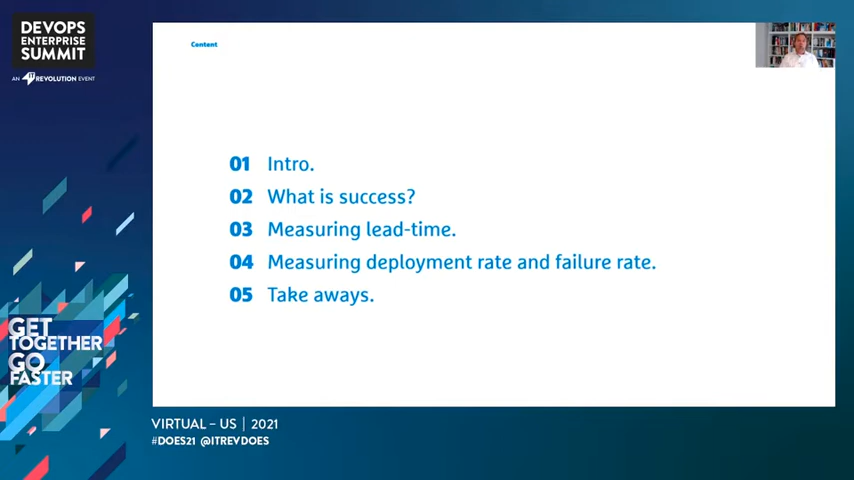 DEVOPS
ENTERPRISE
SUMMIT
AN IT REVOLUTION EVENT
Content
01 Intro.
02 What is success?
03 Measuring lead-time.
04 Measuring deployment rate and failure rate.
05 Take aways.
GET
TOGETHER
GO
FASTER
VIRTUAL – US | 2021
#DOES21 @ITREVDOES